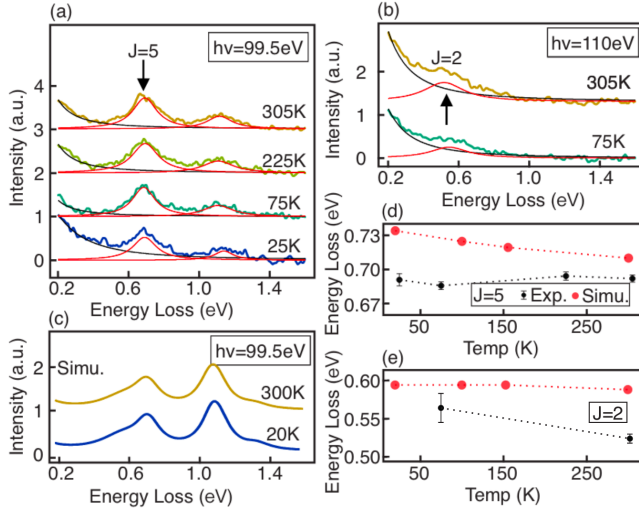 (a)
J=5
hν=99.5eV
Intensity (a.u.)
4
3
2
1
0
305K
225K
75K
25K
0.2 0.6 1.0 1.4
Energy Loss (eV)
(b)
J=2
hν=110eV
Intensity (a.u.)
2
1
0
305K
75K
0.2 0.6 1.0 1.4
Energy Loss (eV)
(c)
Simu.
hν=99.5eV
Intensity (a.u.)
2
1
0
300K
20K
0.2 0.6 1.0 1.4
Energy Loss (eV)
(d)
Energy Loss (eV)
0.73
0.70
0.67
J=5 Exp. Simu.
50 150 250
Temp (K)
(e)
Energy Loss (eV)
0.60
0.55
0.50
J=2
50 150 250
Temp (K)